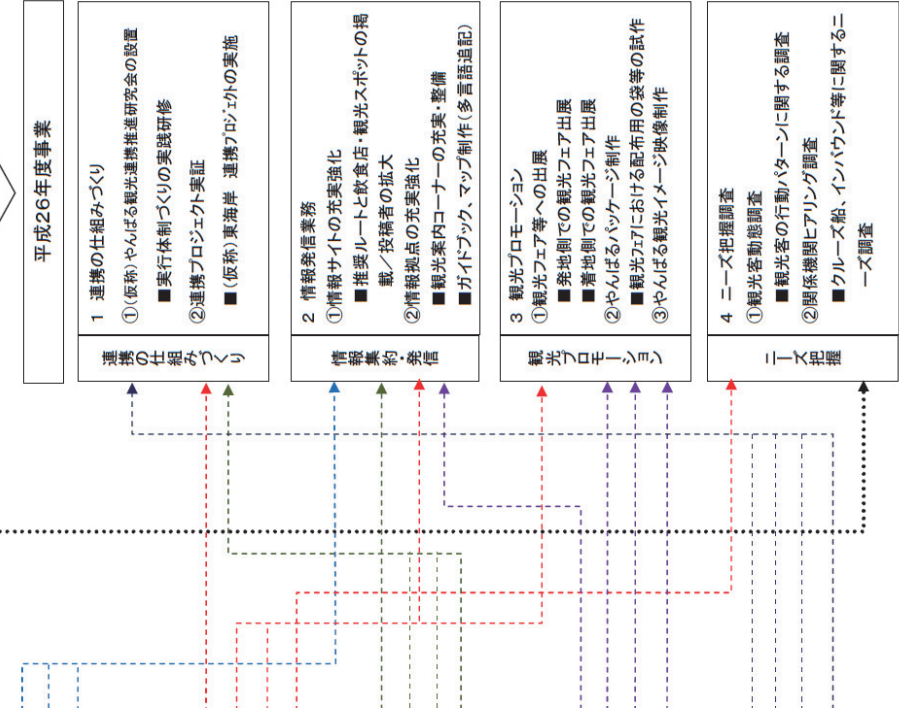 平成26年度事業
連携の仕組みづくり
1 連携の仕組みづくり
①(仮称)やんばる観光連携推進研究会の設置
■実行体制づくりの実践研修
②連携プロジェクト実証
■(仮称)東海岸 連携プロジェクトの実施
情報集約・発信
2 情報発信業務
①情報サイトの充実強化
■推奨ルートと飲食店・観光スポットの掲
載／投稿者の拡大
②情報拠点の充実強化
■観光案内コーナーの充実・整備
■ガイドブック、マップ制作(多言語追記)
観光プロモーション
3 観光プロモーション
①観光フェア等への出展
■発地側での観光フェア出展
■着地側での観光フェア出展
②やんばるパッケージ制作
■観光フェアにおける配布用の袋等の試作
③やんばる観光イメージ映像制作
ニーズ把握
4 ニーズ把握調査
①観光客動態調査
■観光客の行動パターンに関する調査
②関係機関ヒアリング調査
■クルーズ船、インバウンド等に関するニ
ーズ調査